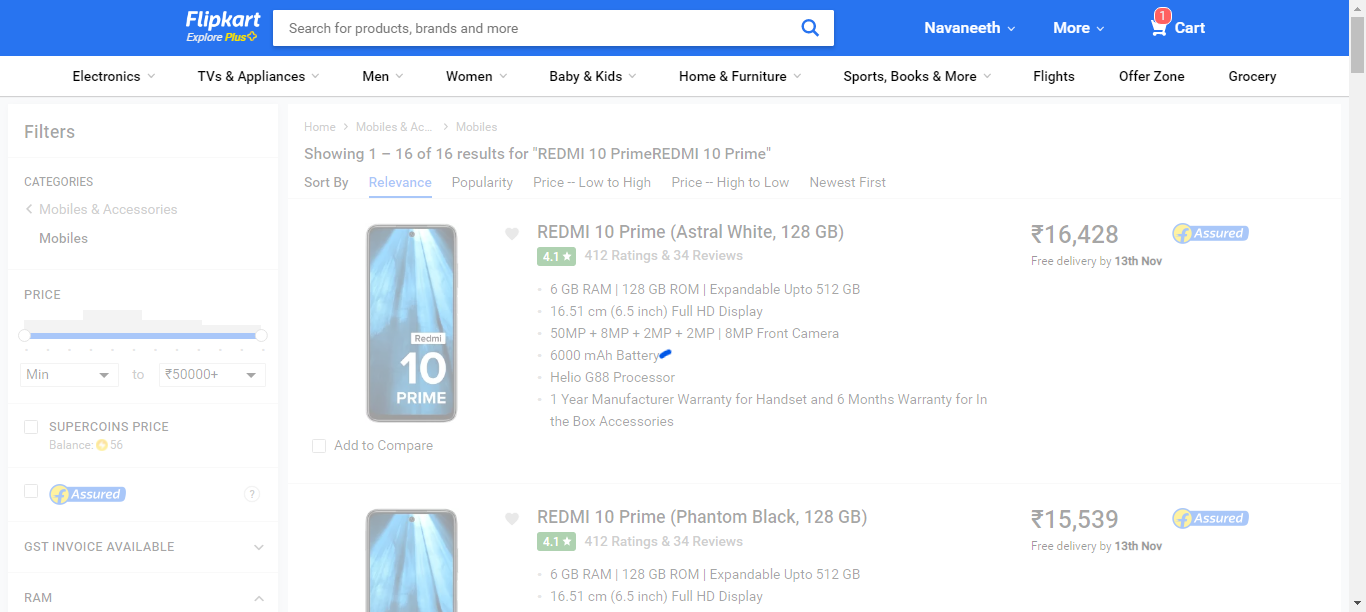 Flipkart
Explore Plus
Search for products, brands and more
Navaneeth
More
1
Cart
Electronics
TVs & Appliances
Men
Women
Baby & Kids
Home & Furniture
Sports, Books & More
Flights
Offer Zone
Grocery
Filters
CATEGORIES
Mobiles & Accessories
Mobiles
PRICE
Min
to
₹50000+
SUPERCOINS PRICE
Balance: 56
Assured
?
GST INVOICE AVAILABLE
RAM
Home
Mobiles & Ac...
Mobiles
Showing 1 – 16 of 16 results for "REDMI 10 PrimeREDMI 10 Prime"
Sort By
Relevance
Popularity
Price -- Low to High
Price -- High to Low
Newest First
Redmi
10
PRIME
Add to Compare
REDMI 10 Prime (Astral White, 128 GB)
4.1 ★ 412 Ratings & 34 Reviews
6 GB RAM | 128 GB ROM | Expandable Upto 512 GB
16.51 cm (6.5 inch) Full HD Display
50MP + 8MP + 2MP + 2MP | 8MP Front Camera
6000 mAh Battery
Helio G88 Processor
1 Year Manufacturer Warranty for Handset and 6 Months Warranty for In
the Box Accessories
₹16,428
Assured
Free delivery by 13th Nov
REDMI 10 Prime (Phantom Black, 128 GB)
4.1 ★ 412 Ratings & 34 Reviews
6 GB RAM | 128 GB ROM | Expandable Upto 512 GB
16.51 cm (6.5 inch) Full HD Display
₹15,539
Assured
Free delivery by 13th Nov